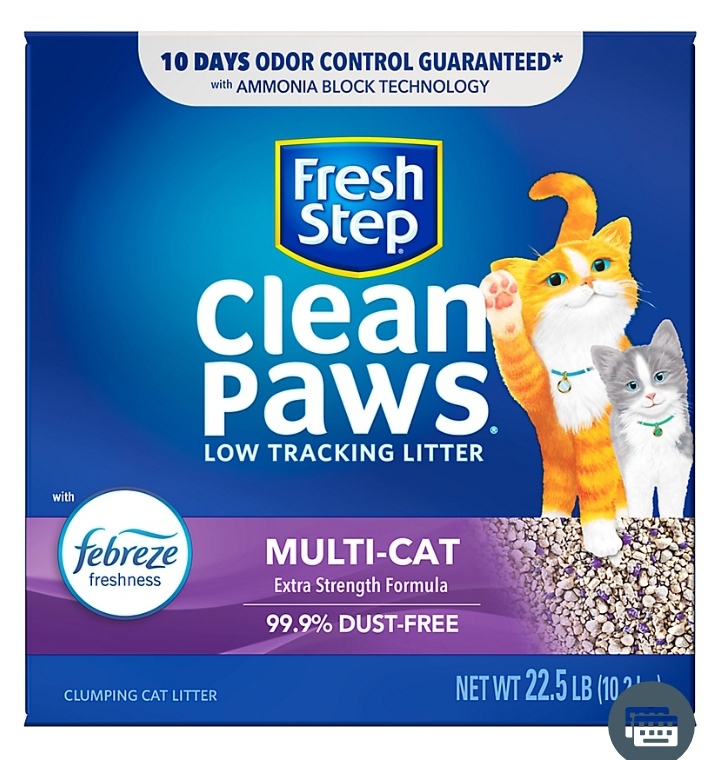 10 DAYS ODOR CONTROL GUARANTEED*
with AMMONIA BLOCK TECHNOLOGY
Fresh
Step®
clean
paws®
LOW TRACKING LITTER
with
febreze
freshness
MULTI-CAT
Extra Strength Formula
99.9% DUST-FREE
CLUMPING CAT LITTER
NET WT 22.5 LB